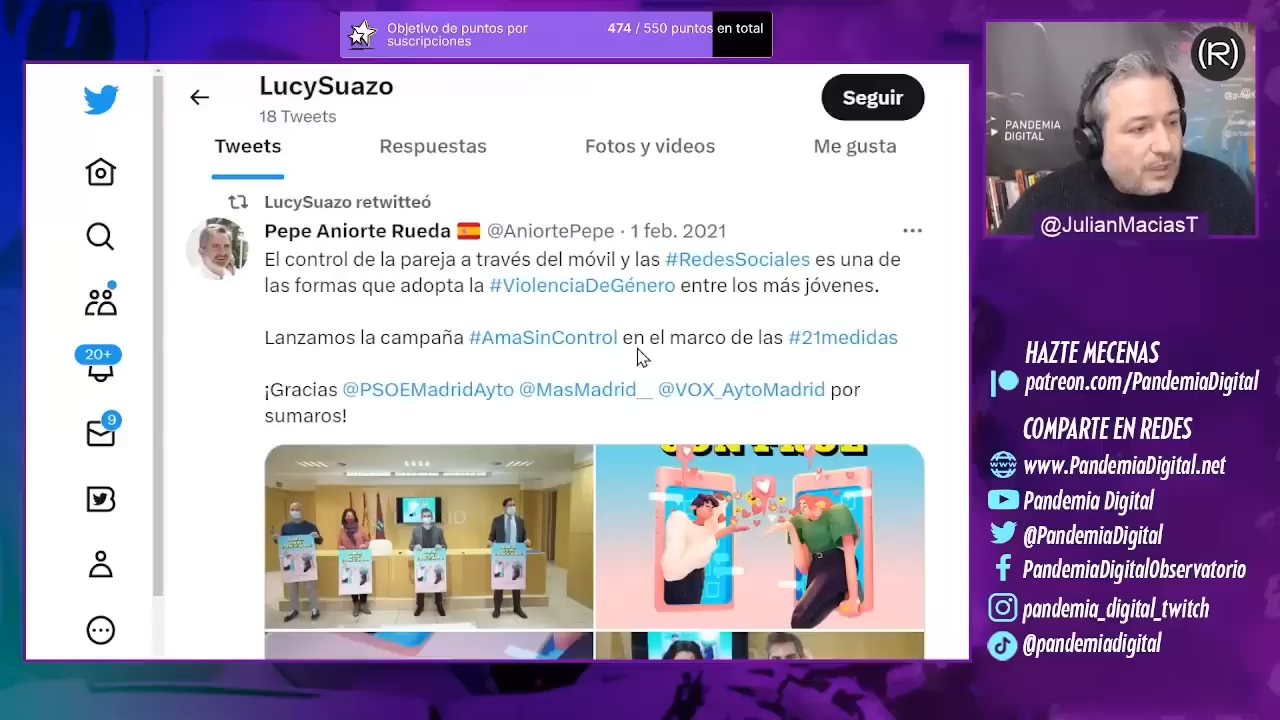 Objetivo de puntos por
suscripciones
474 / 550 puntos en total
LucySuazo
18 Tweets
Seguir
Tweets
Respuestas
Fotos y videos
Me gusta
LucySuazo retwitteó
Pepe Aniorte Rueda 🇪🇸 @AniortePepe · 1 feb. 2021
El control de la pareja a través del móvil y las #RedesSociales es una de
las formas que adopta la #ViolenciaDeGénero entre los más jóvenes.
Lanzamos la campaña #AmaSinControl en el marco de las #21medidas
¡Gracias @PSOEMadridAyto @MasMadrid__ @VOX_AytoMadrid por
sumaros!
20+
9
(R)
PANDEMIA
DIGITAL
@JulianMaciasT
HAZTE MECENAS
patreon.com/PandemiaDigital
COMPARTE EN REDES
www.PandemiaDigital.net
Pandemia Digital
@PandemiaDigital
PandemiaDigitalObservatorio
pandemia_digital_twitch
@pandemiadigital